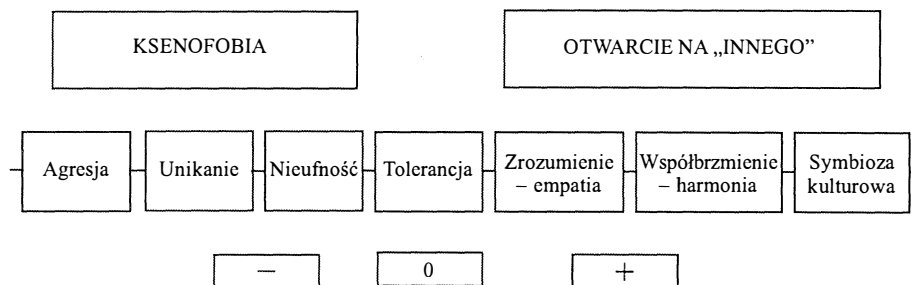 KSENOFOBIA
OTWARCIE NA „INNEGO”
Agresja
Unikanie
Nieufność
Tolerancja
Zrozumienie
– empatia
Współbrzmienie
– harmonia
Symbioza
kulturowa
–
0
+